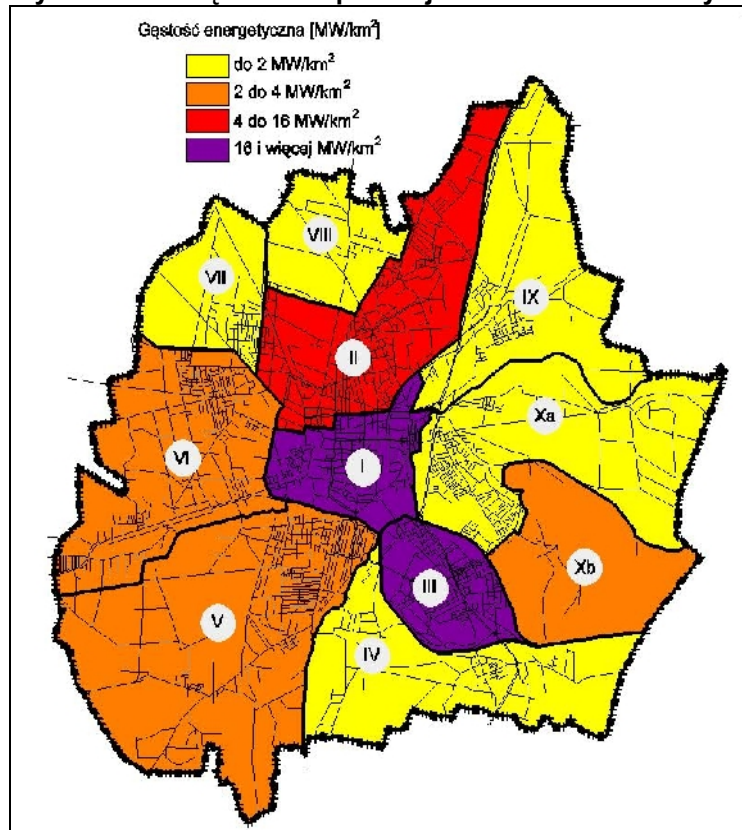 Gęstość energetyczna [MW/km²]
do 2 MW/km²
2 do 4 MW/km²
4 do 16 MW/km²
16 i więcej MW/km²
VIII
VII
IX
II
Xa
VI
I
Xb
III
V
IV